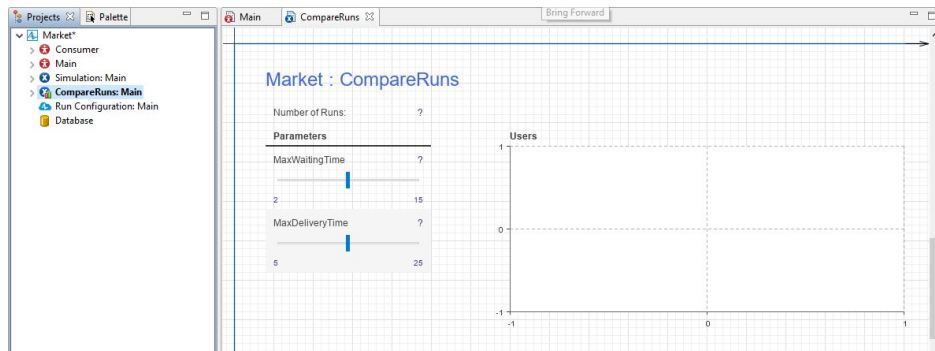 Projects Palette
Main CompareRuns
Bring Forward
Market*
Consumer
Main
Simulation: Main
CompareRuns: Main
Run Configuration: Main
Database
Market : CompareRuns
Number of Runs: ?
Parameters
MaxWaitingTime ?
2 15
MaxDeliveryTime ?
5 25
Users
1
0
-1
-1 0 1